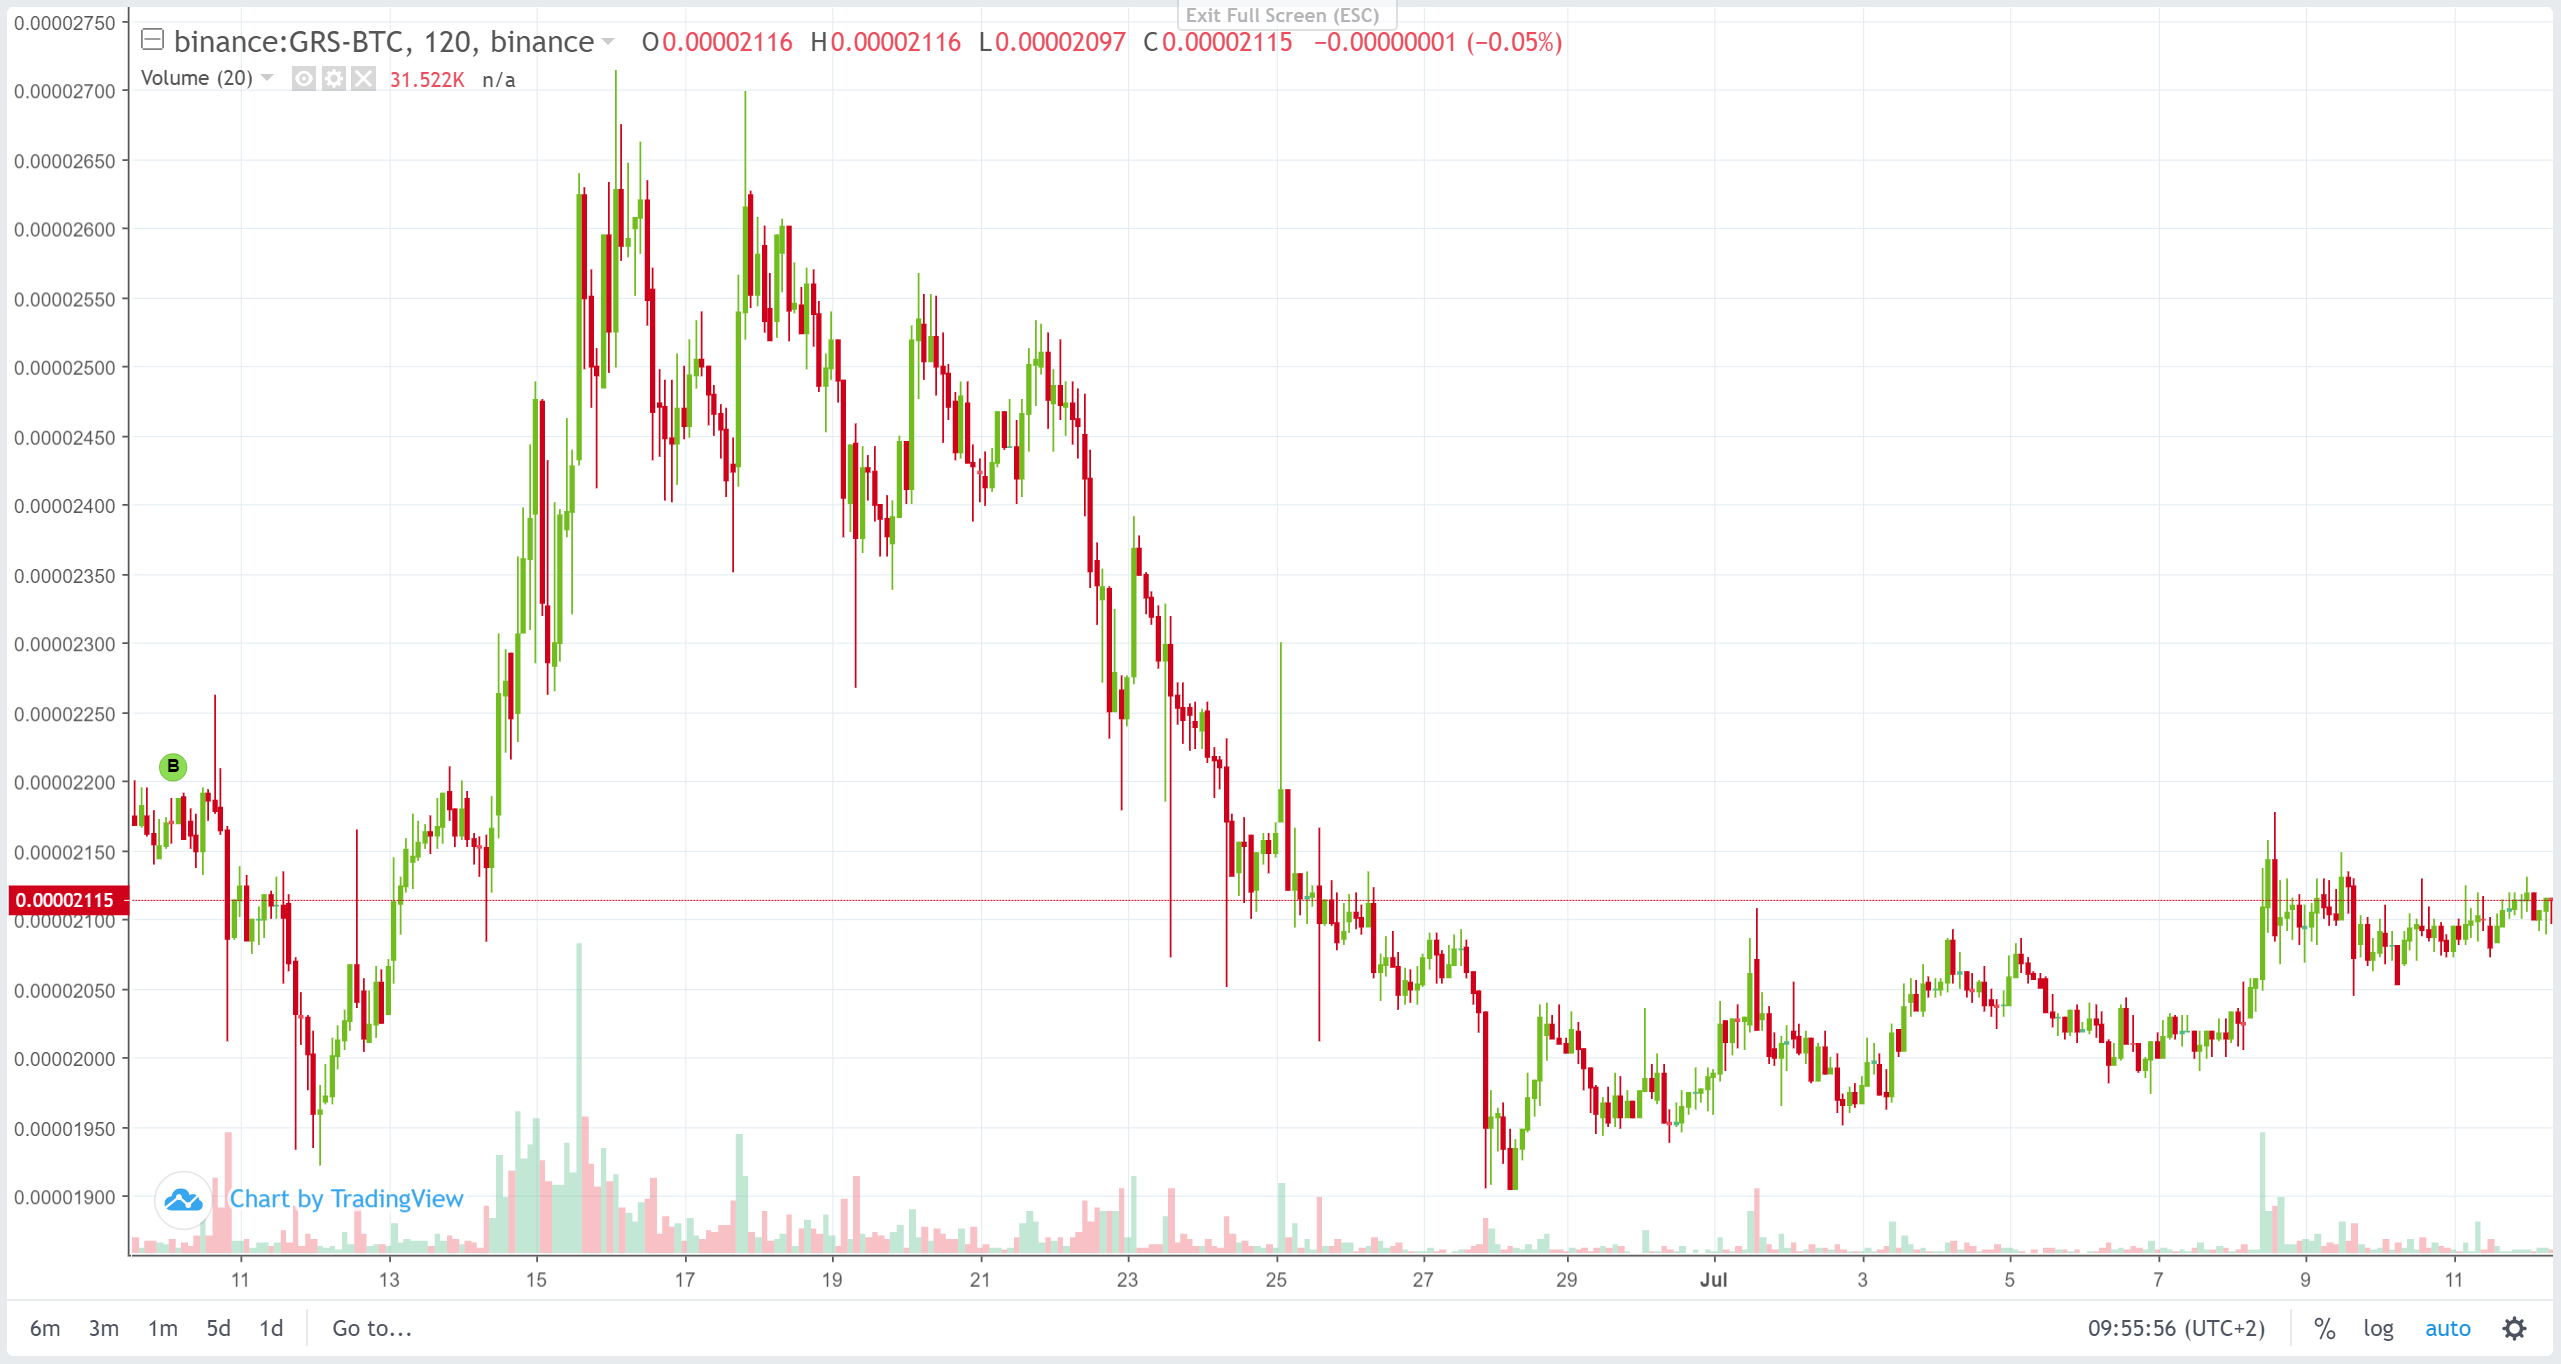 Exit Full Screen (ESC)
binance:GRS-BTC, 120, binance O0.00002116 H0.00002116 L0.00002097 C0.00002115 −0.00000001 (−0.05%)
Volume (20) 31.522K n/a
0.00002750
0.00002700
0.00002650
0.00002600
0.00002550
0.00002500
0.00002450
0.00002400
0.00002350
0.00002300
0.00002250
B
0.00002200
0.00002150
0.00002115
0.00002100
0.00002050
0.00002000
0.00001950
0.00001900
Chart by TradingView
11 13 15 17 19 21 23 25 27 29 Jul 3 5 7 9 11
6m 3m 1m 5d 1d Go to... 09:55:56 (UTC+2) % log auto